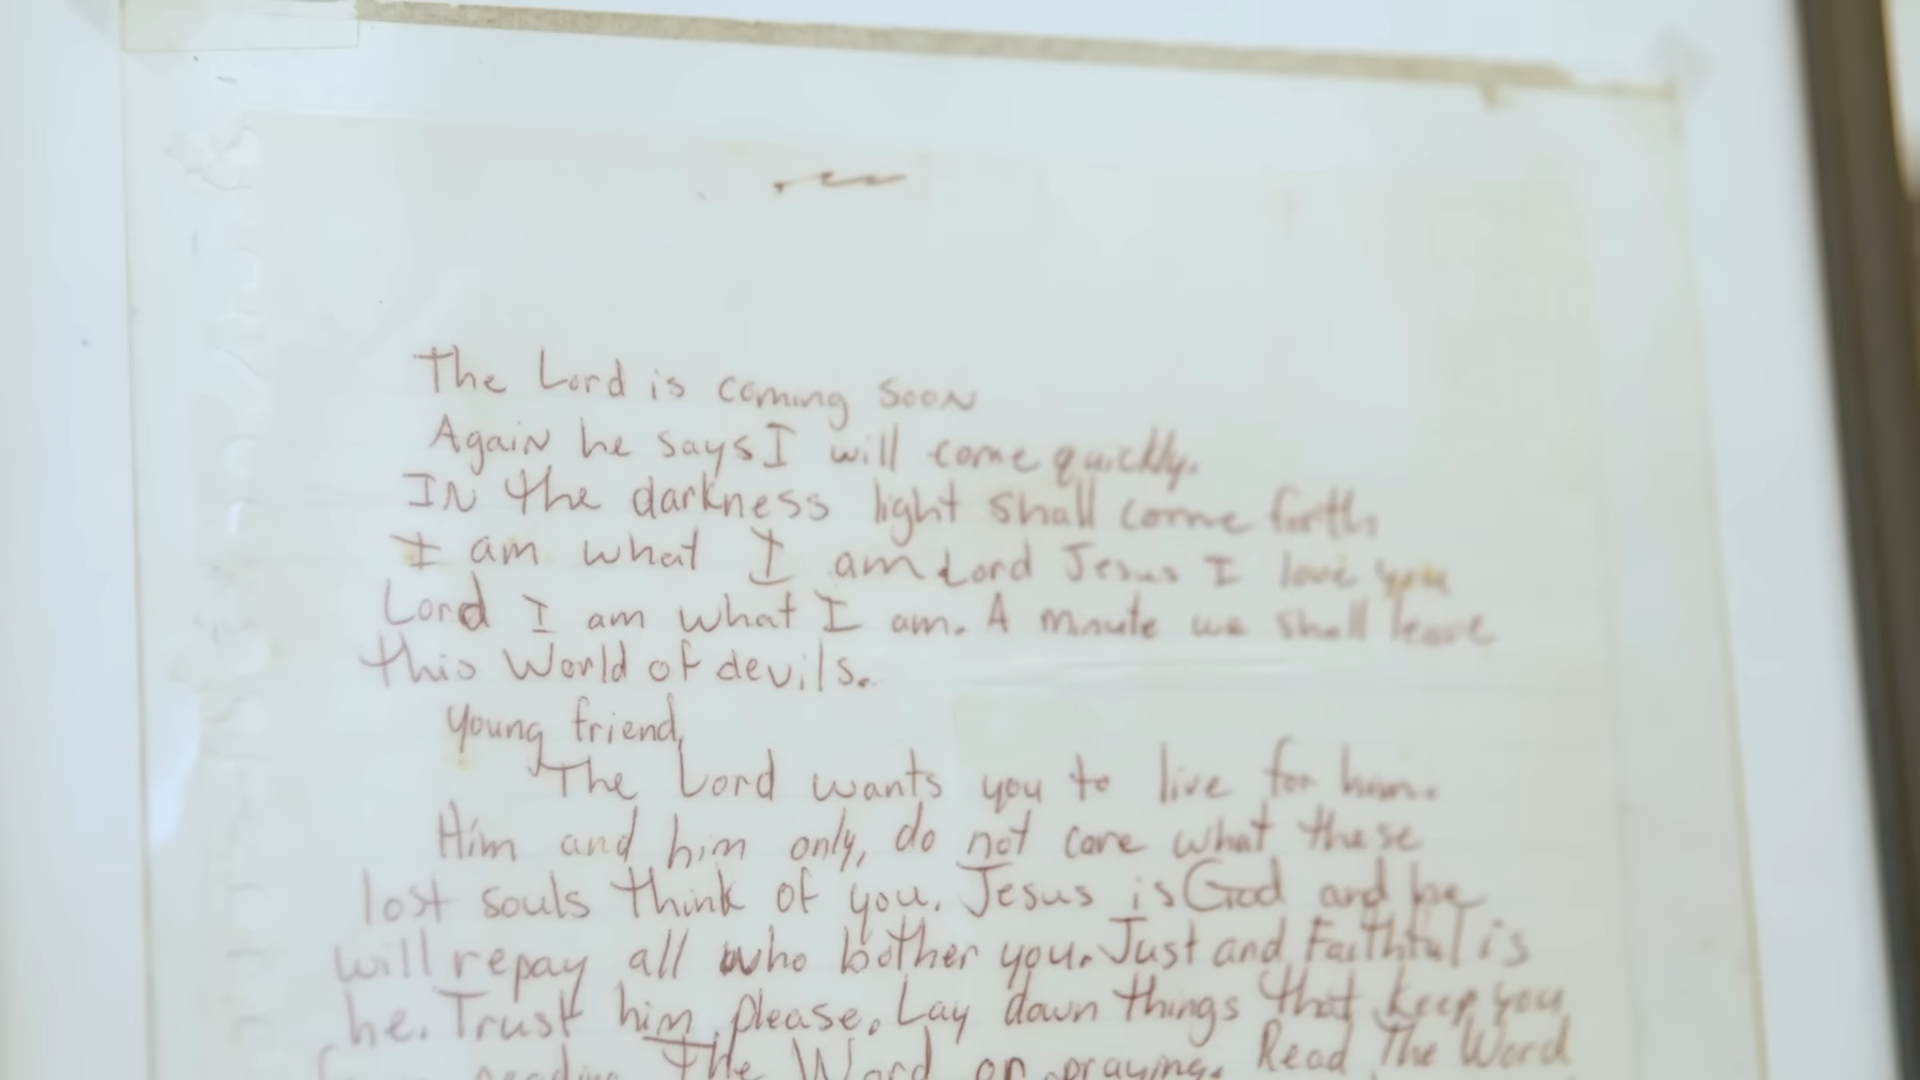 The Lord is coming soon
Again he says I will come quickly.
IN the darkness light shall come forth.
I am what I am Lord Jesus I love you
Lord I am what I am. A minute we shall leave
this World of devils.
young friend,
The Lord wants you to live for him.
Him and him only, do not care what these
lost souls think of you. Jesus is God and he
will repay all who bother you. Just and Faithful is
he. Trust him please. Lay down things that keep you
from reading The Word or praying. Read The Word